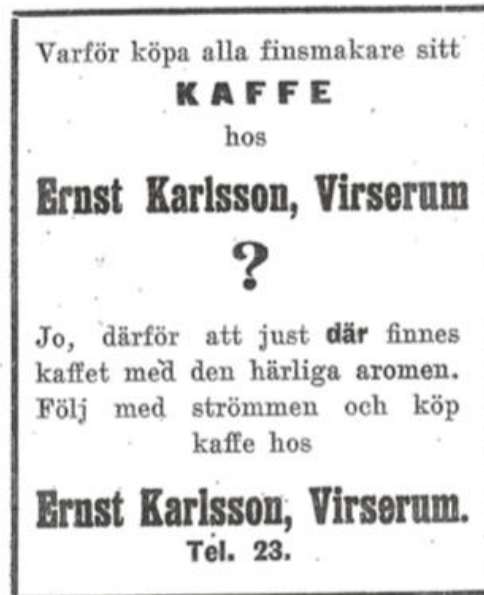 Varför köpa alla finsmakare sitt
KAFFE
hos
Ernst Karlsson, Virserum
?
Jo, därför att just där finnes
kaffet med den härliga aromen.
Följ med strömmen och köp
kaffe hos
Ernst Karlsson, Virserum.
Tel. 23.